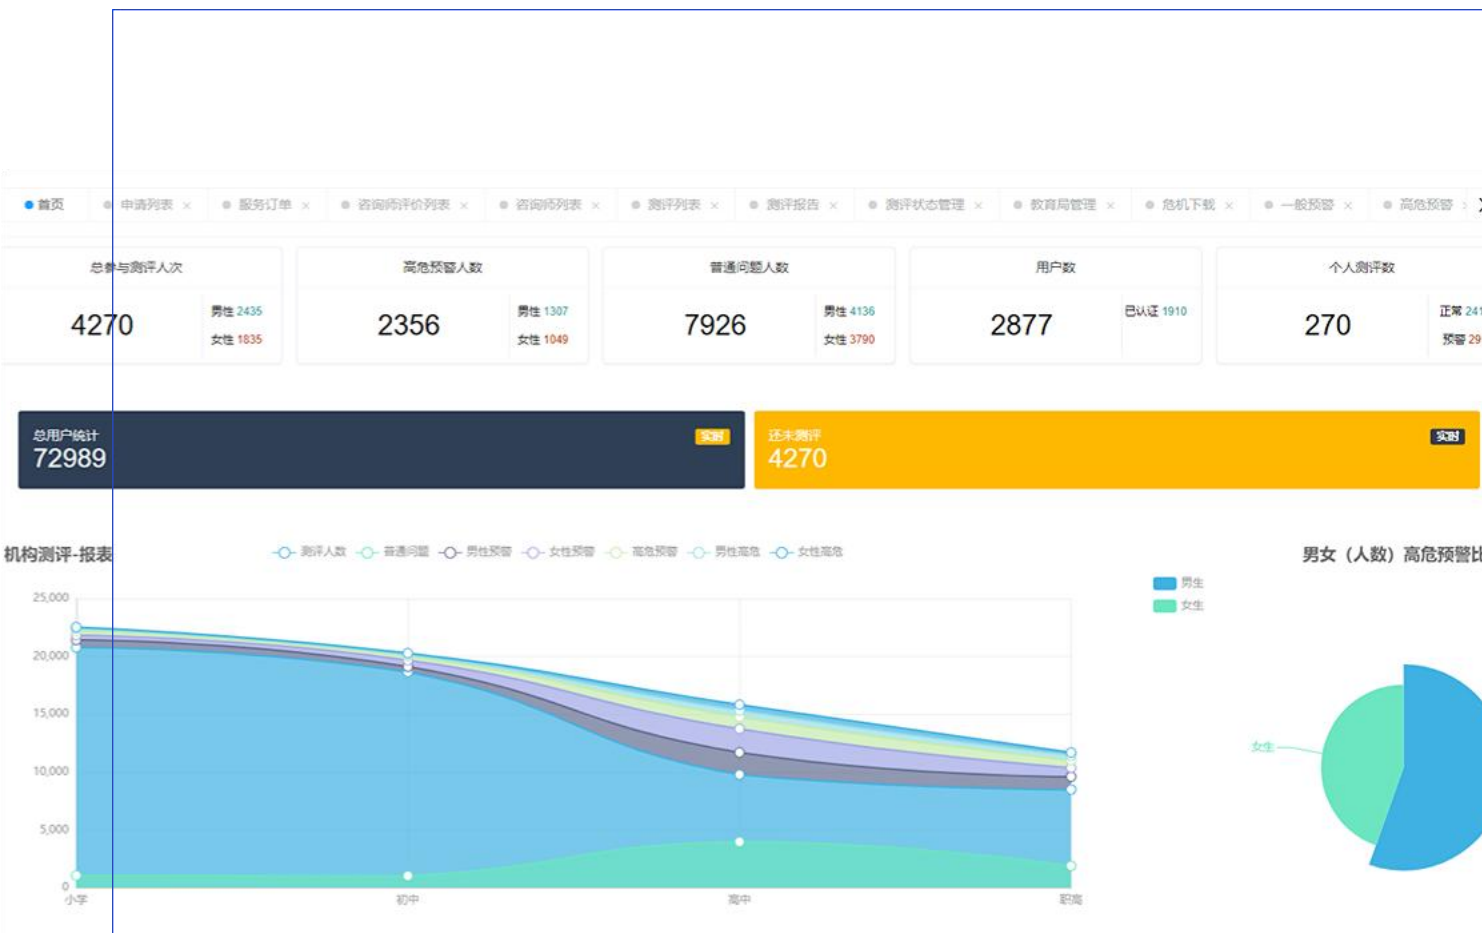 首页 申请列表 × 服务订单 × 咨询师评价列表 × 咨询师列表 × 测评列表 × 测评报告 × 测评状态管理 × 教育局管理 × 危机下载 × 一般预警 × 高危预警
总参与测评人次 高危预警人数 普通问题人数 用户数 个人测评数
4270 男性 2435 2356 男性 1307 7926 男性 4136 2877 已认证 1910 270 正常 241
女性 1835 女性 1049 女性 3790 预警 29
总用户统计 实时 还未测评 实时
72989 4270
机构测评-报表 测评人数 普通问题 男性预警 女性预警 高危预警 男性高危 女性高危 男女（人数）高危预警比
男生
女生
25,000
20,000
15,000
10,000
5,000
0
小学 初中 高中 职高
女生